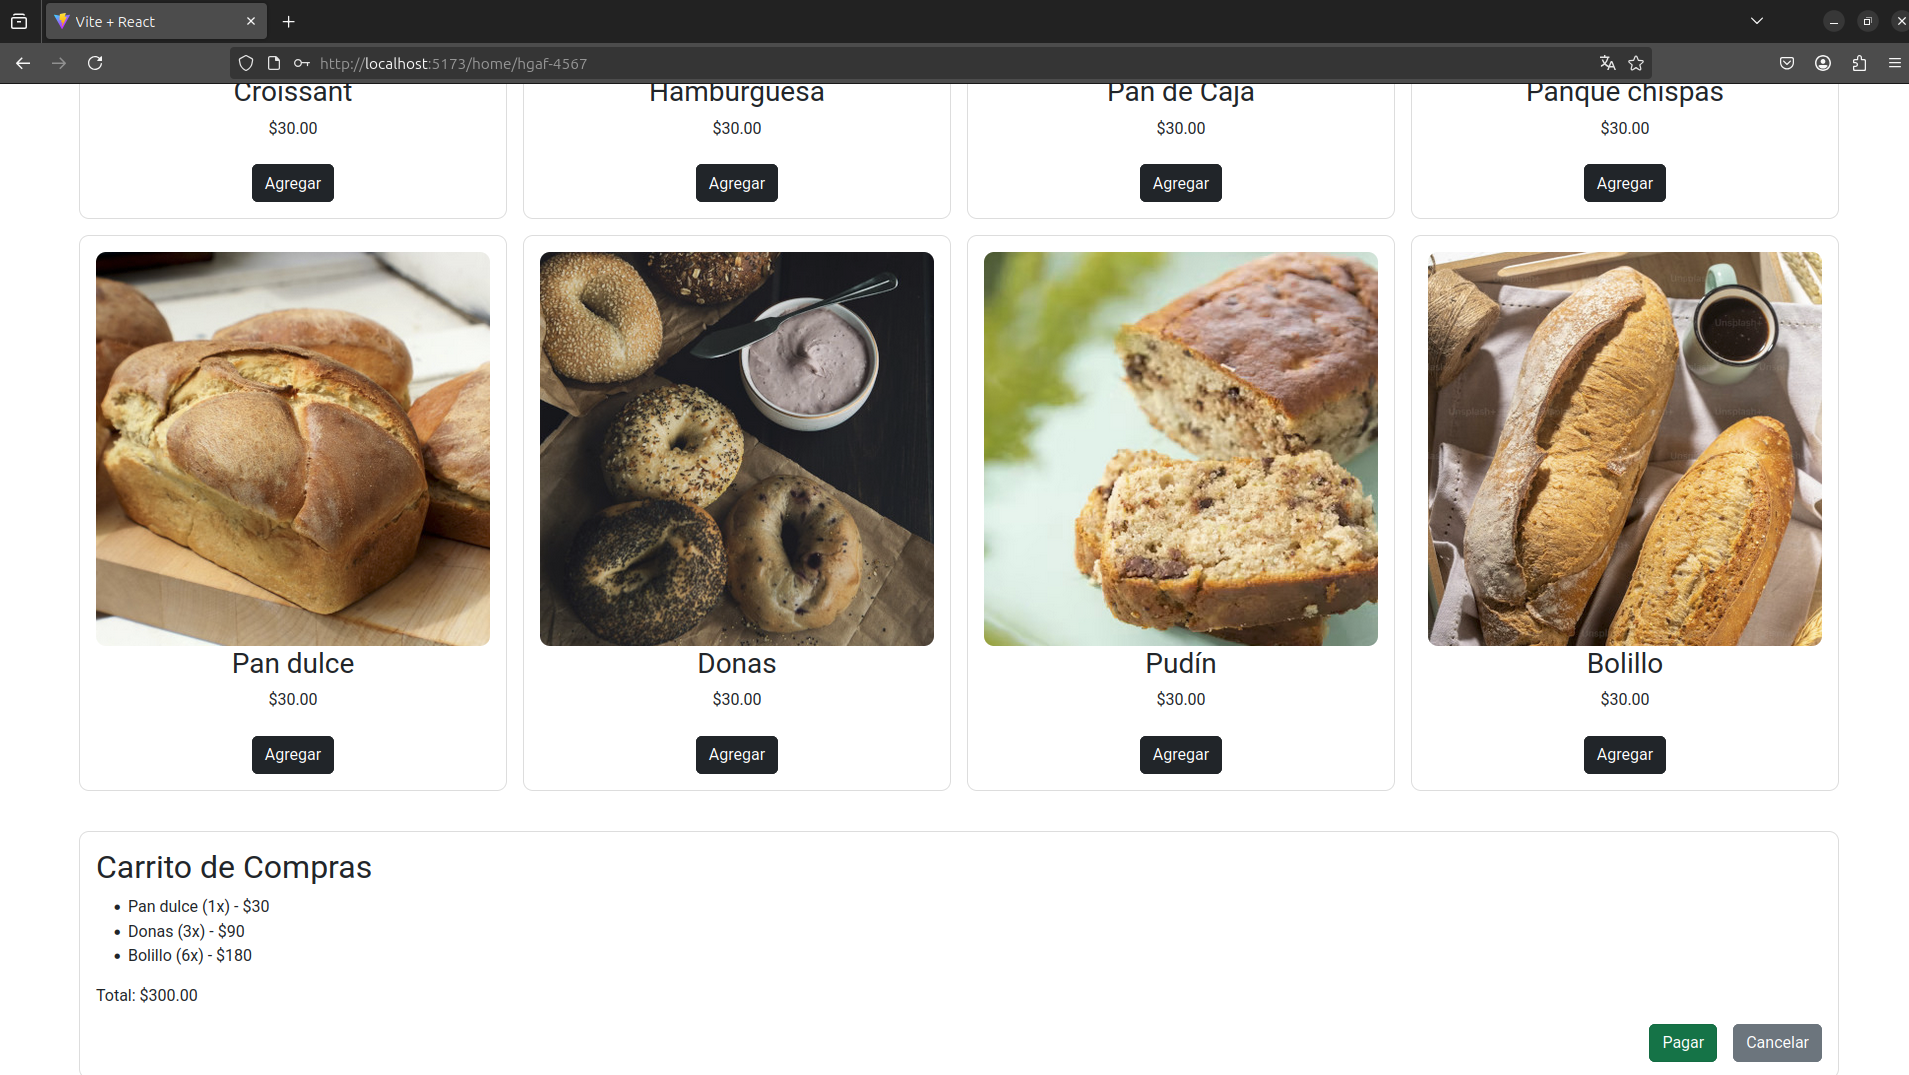 Vite + React
http://localhost:5173/home/hgaf-4567
Croissant
Hamburguesa
Pan de Caja
Panque chispas
$30.00
$30.00
$30.00
$30.00
Agregar
Agregar
Agregar
Agregar
Unsplash+
Unsplash+
Unsplash+
Pan dulce
Donas
Pudín
Bolillo
$30.00
$30.00
$30.00
$30.00
Agregar
Agregar
Agregar
Agregar
Carrito de Compras
Pan dulce (1x) - $30
Donas (3x) - $90
Bolillo (6x) - $180
Total: $300.00
Pagar
Cancelar